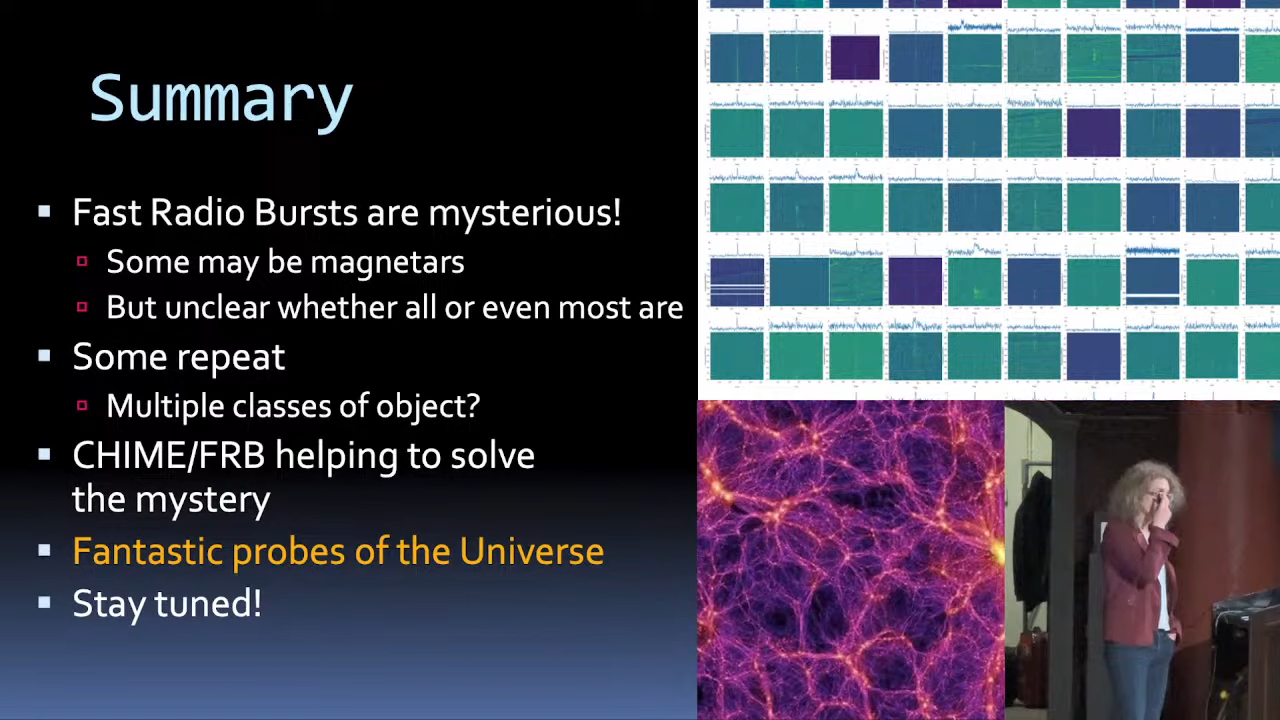 Summary
Fast Radio Bursts are mysterious!
Some may be magnetars
But unclear whether all or even most are
Some repeat
Multiple classes of object?
CHIME/FRB helping to solve
the mystery
Fantastic probes of the Universe
Stay tuned!